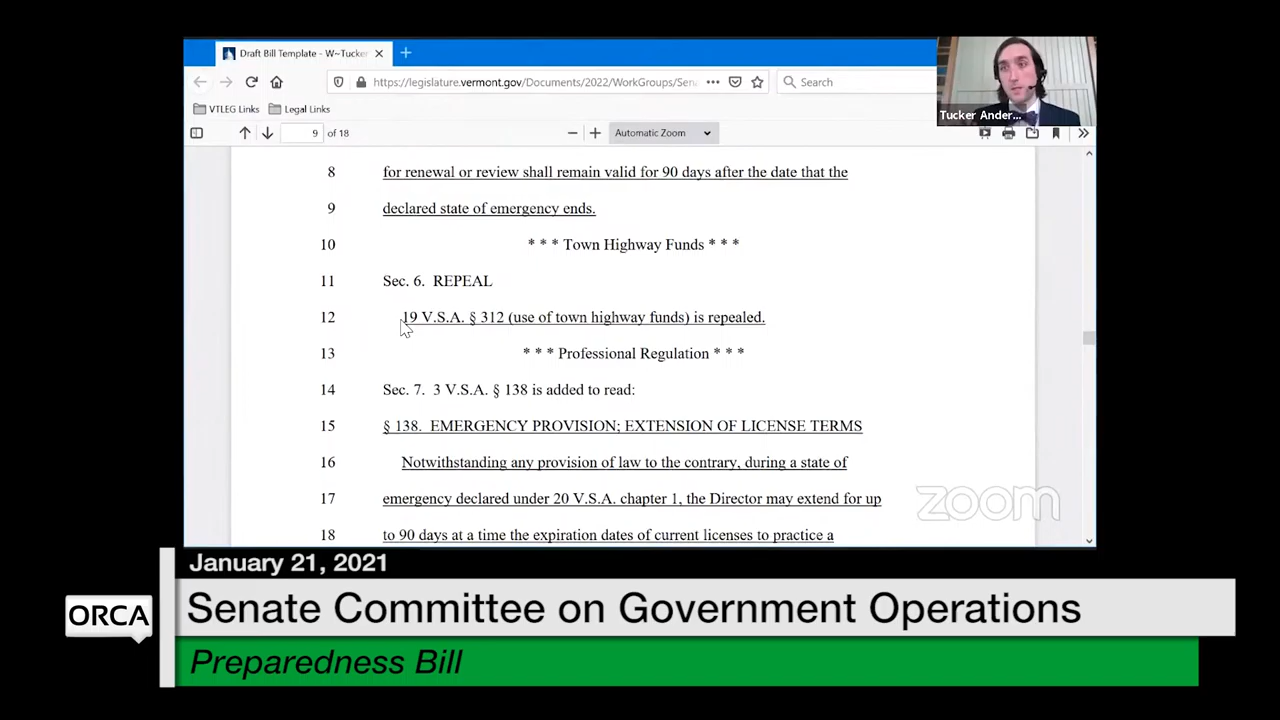 Draft Bill Template - W~Tucker
https://legislature.vermont.gov/Documents/2022/WorkGroups/Sena
Search
VTLEG Links
Legal Links
Tucker Ander...
9 of 18
Automatic Zoom
8 for renewal or review shall remain valid for 90 days after the date that the
9 declared state of emergency ends.
10 * * * Town Highway Funds * * *
11 Sec. 6. REPEAL
12 19 V.S.A. § 312 (use of town highway funds) is repealed.
13 * * * Professional Regulation * * *
14 Sec. 7. 3 V.S.A. § 138 is added to read:
15 § 138. EMERGENCY PROVISION; EXTENSION OF LICENSE TERMS
16 Notwithstanding any provision of law to the contrary, during a state of
17 emergency declared under 20 V.S.A. chapter 1, the Director may extend for up
18 to 90 days at a time the expiration dates of current licenses to practice a
zoom
January 21, 2021
ORCA
Senate Committee on Government Operations
Preparedness Bill